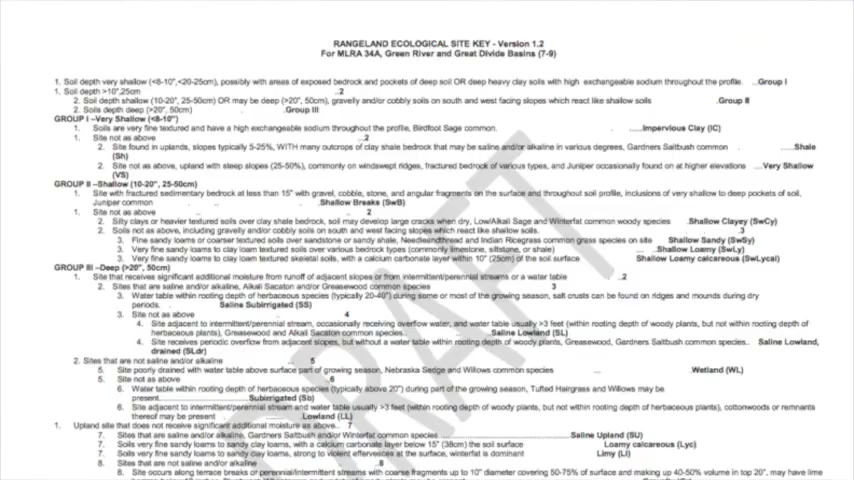 RANGELAND ECOLOGICAL SITE KEY - Version 1.2
For MLRA 34A, Green River and Great Divide Basins (7-9)
1. Soil depth very shallow (<8-10",<20-25cm), possibly with areas of exposed bedrock and pockets of deep soil OR deep heavy clay soils with high exchangeable sodium throughout the profile. ...Group I
1. Soil depth >10",25cm ..2
2. Soil depth shallow (10-20", 25-50cm) OR may be deep (>20", 50cm), gravelly and/or cobbly soils on south and west facing slopes which react like shallow soils .Group II
2. Soils depth deep (>20", 50cm) .Group III
GROUP I –Very Shallow (<8-10")
1. Soils are very fine textured and have a high exchangeable sodium throughout the profile, Birdfoot Sage common. ......Impervious Clay (IC)
1. Site not as above ..2
2. Site found in uplands, slopes typically 5-25%, WITH many outcrops of clay shale bedrock that may be saline and/or alkaline in various degrees, Gardners Saltbush common ......Shale
(Sh)
2. Site not as above, upland with steep slopes (25-50%), commonly on windswept ridges, fractured bedrock of various types, and Juniper occasionally found on at higher elevations ...Very Shallow
(VS)
GROUP II –Shallow (10-20", 25-50cm)
1. Site with fractured sedimentary bedrock at less than 15" with gravel, cobble, stone, and angular fragments on the surface and throughout soil profile, inclusions of very shallow to deep pockets of soil,
Juniper common .Shallow Breaks (SwB)
1. Site not as above 2
2. Silty clays or heavier textured soils over clay shale bedrock, soil may develop large cracks when dry, Low/Alkali Sage and Winterfat common woody species .Shallow Clayey (SwCy)
2. Soils not as above, including gravelly and/or cobbly soils on south and west facing slopes which react like shallow soils. .3
3. Fine sandy loams or coarser textured soils over sandstone or sandy shale, Needleandthread and Indian Ricegrass common grass species on site Shallow Sandy (SwSy)
3. Very fine sandy loams to clay loam textured soils over various bedrock types (commonly limestone, siltstone, or shale) ...Shallow Loamy (SwLy)
3. Very fine sandy loams to clay loam textured skeletal soils, with a calcium carbonate layer within 10" (25cm) of the soil surface Shallow Loamy calcareous (SwLycal)
GROUP III –Deep (>20", 50cm)
1. Site that receives significant additional moisture from runoff of adjacent slopes or from intermittent/perennial streams or a water table ..2
2. Sites that are saline and/or alkaline, Alkali Sacaton and/or Greasewood common species 3
3. Water table within rooting depth of herbaceous species (typically 20-40") during some or most of the growing season, salt crusts can be found on ridges and mounds during dry
periods. Saline Subirrigated (SS)
3. Site not as above 4
4. Site adjacent to intermittent/perennial stream, occasionally receiving overflow water, and water table usually >3 feet (within rooting depth of woody plants, but not within rooting depth of
herbaceous plants), Greasewood and Alkali Sacaton common species.. Saline Lowland (SL)
4. Site receives periodic overflow from adjacent slopes, but without a water table within rooting depth of woody plants, Greasewood, Gardners Saltbush common species.. Saline Lowland,
drained (SLdr)
2. Sites that are not saline and/or alkaline .. 5
5. Site poorly drained with water table above surface part of growing season, Nebraska Sedge and Willows common species ... .Wetland (WL)
5. Site not as above ..6
6. Water table within rooting depth of herbaceous species (typically above 20") during part of the growing season, Tufted Hairgrass and Willows may be
present........Subirrigated (Sb)
6. Site adjacent to intermittent/perennial stream and water table usually >3 feet (within rooting depth of woody plants, but not within rooting depth of herbaceous plants), cottonwoods or remnants
thereof may be present .Lowland (LL)
1. Upland site that does not receive significant additional moisture as above.. 7
7. Sites that are saline and/or alkaline, Gardners Saltbush and/or Winterfat common species ......Saline Upland (SU)
7. Soils very fine sandy loams to sandy clay loams, with a calcium carbonate layer below 15" (38cm) the soil surface Loamy calcareous (Lyc)
7. Soils very fine sandy loams to sandy clay loams, strong to violent effervesces at the surface, winterfat is dominant Limy (Li)
8. Sites that are not saline and/or alkaline ..8
8. Site occurs along terrace breaks or perennial/intermittent streams with coarse fragments up to 10" diameter covering 50-75% of surface and making up 40-50% volume in top 20", may have lime
DRAFT